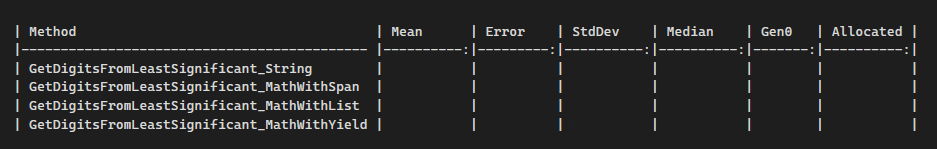 | Method                                     | Mean     | Error   | StdDev   | Median   | Gen0  | Allocated |
|------------------------------------------- |---------:|--------:|---------:|---------:|------:|----------:|
| GetDigitsFromLeastSignificant_String        |          |         |          |          |       |           |
| GetDigitsFromLeastSignificant_MathWithSpan  |          |         |          |          |       |           |
| GetDigitsFromLeastSignificant_MathWithList  |          |         |          |          |       |           |
| GetDigitsFromLeastSignificant_MathWithYield |          |         |          |          |       |           |